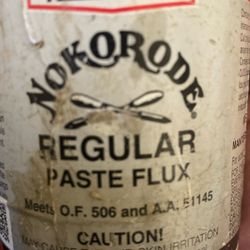 NOKORODE®
REGULAR
PASTE FLUX
Meets O.F. 506 and A.A. 51145
CAUTION!